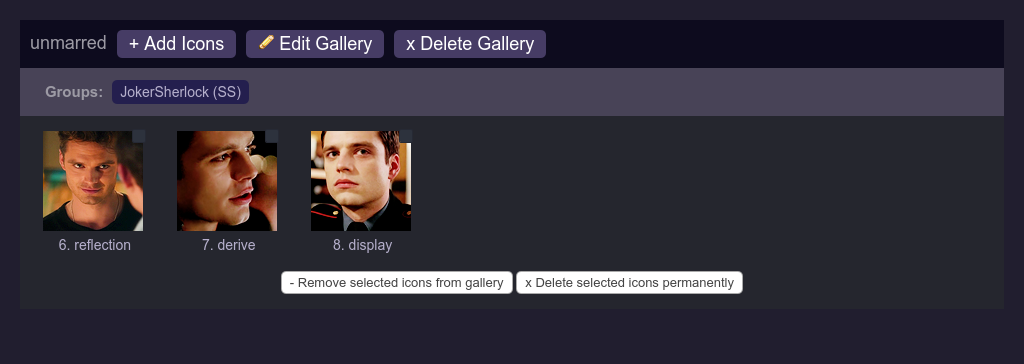 unmarred + Add Icons Edit Gallery x Delete Gallery
Groups: JokerSherlock (SS)
6. reflection 7. derive 8. display
- Remove selected icons from gallery x Delete selected icons permanently